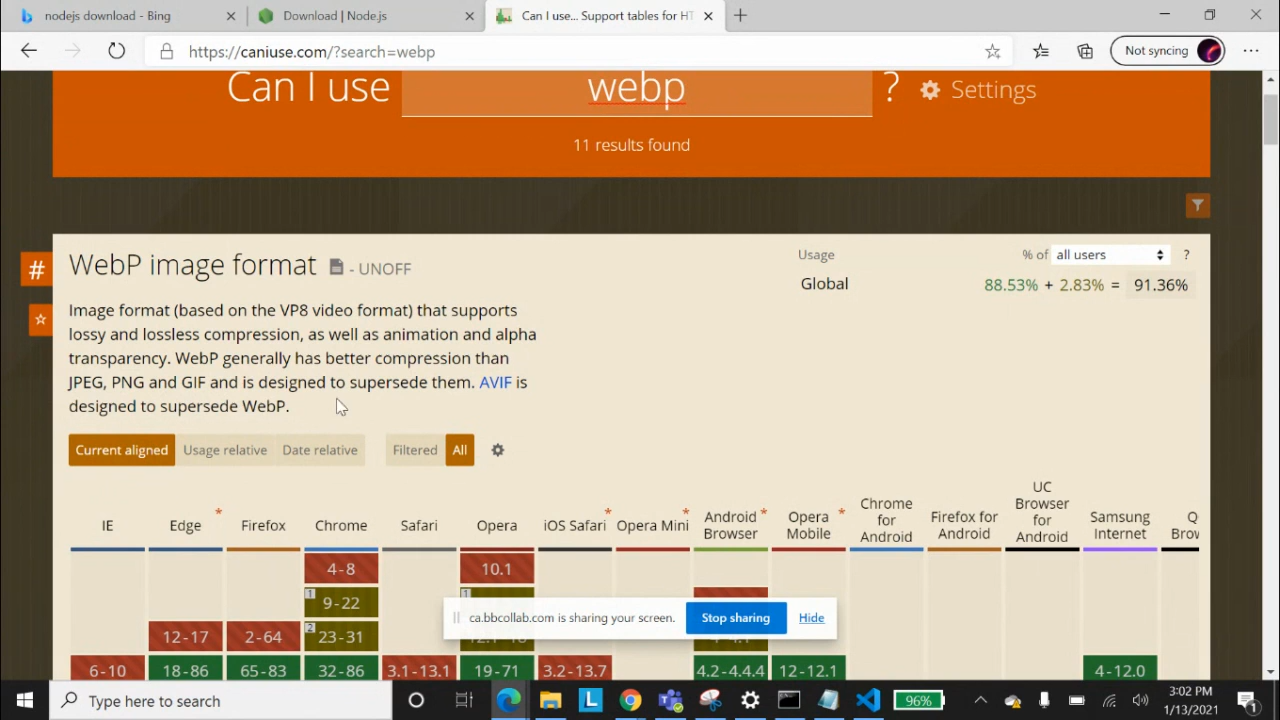 nodejs download - Bing
Download | Node.js
Can I use... Support tables for HT
https://caniuse.com/?search=webp
Not syncing
Can I use webp ? Settings
11 results found
# WebP image format - UNOFF
Usage % of all users ?
Global 88.53% + 2.83% = 91.36%
Image format (based on the VP8 video format) that supports
lossy and lossless compression, as well as animation and alpha
transparency. WebP generally has better compression than
JPEG, PNG and GIF and is designed to supersede them. AVIF is
designed to supersede WebP.
Current aligned Usage relative Date relative Filtered All
IE Edge * Firefox Chrome Safari Opera iOS Safari * Opera Mini * Android Browser * Opera Mobile * Chrome for Android Firefox for Android UC Browser for Android Samsung Internet Q
4-8 10.1
1 9-22 1
12-17 2-64 2 23-31
6-10 18-86 65-83 32-86 3.1-13.1 19-71 3.2-13.7 4.2-4.4.4 12-12.1 4-12.0
ca.bbcollab.com is sharing your screen. Stop sharing Hide
Type here to search
96%
3:02 PM
1/13/2021
1